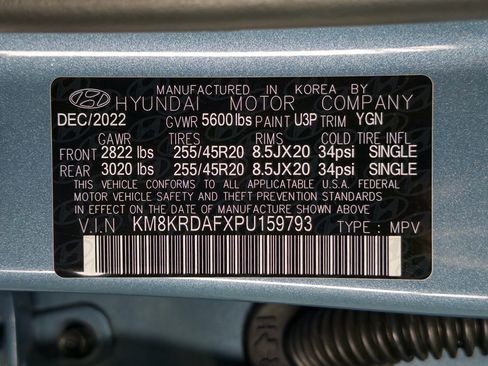 MANUFACTURED IN KOREA BY
HYUNDAI MOTOR COMPANY
DEC/2022 GVWR 5600lbs PAINT U3P TRIM YGN
GAWR TIRES RIMS COLD TIRE INFL
FRONT 2822 lbs 255/45R20 8.5JX20 34psi SINGLE
REAR 3020 lbs 255/45R20 8.5JX20 34psi SINGLE
THIS VEHICLE CONFORMS TO ALL APPLICABLE U.S.A. FEDERAL
MOTOR VEHICLE SAFETY AND THEFT PREVENTION STANDARDS
IN EFFECT ON THE DATE OF MANUFACTURE SHOWN ABOVE
V.I.N KM8KRDAFXPU159793 TYPE : MPV